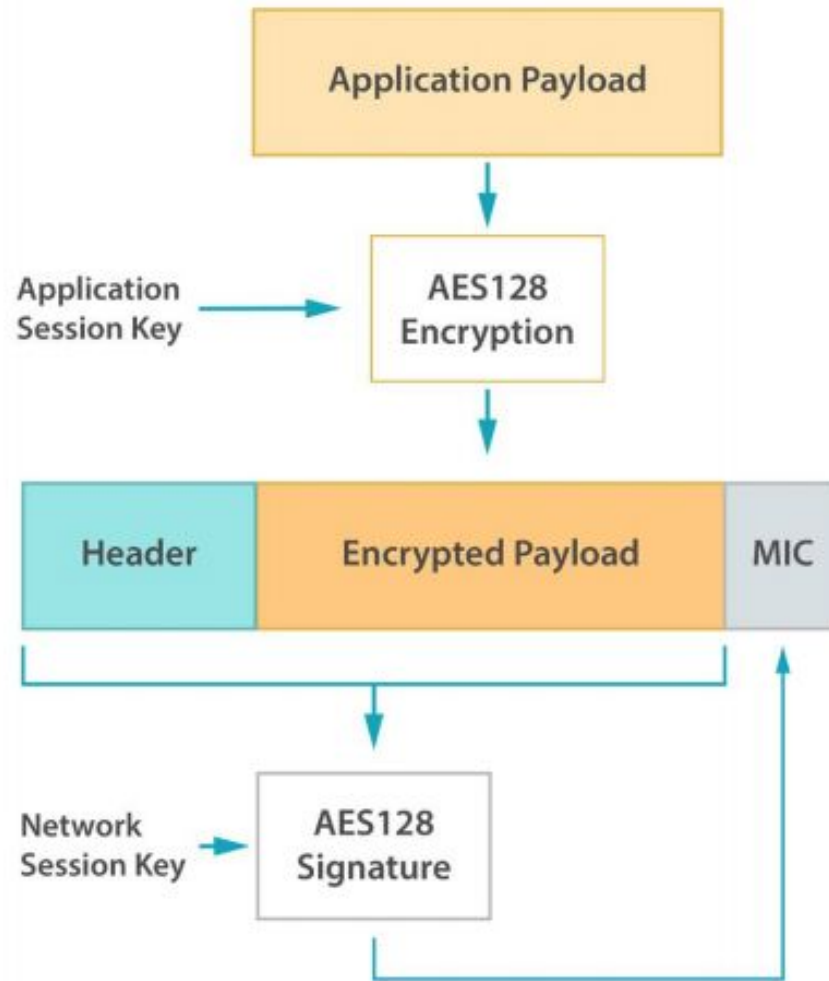 Application Payload
Application
Session Key
AES128
Encryption
Header
Encrypted Payload
MIC
Network
Session Key
AES128
Signature